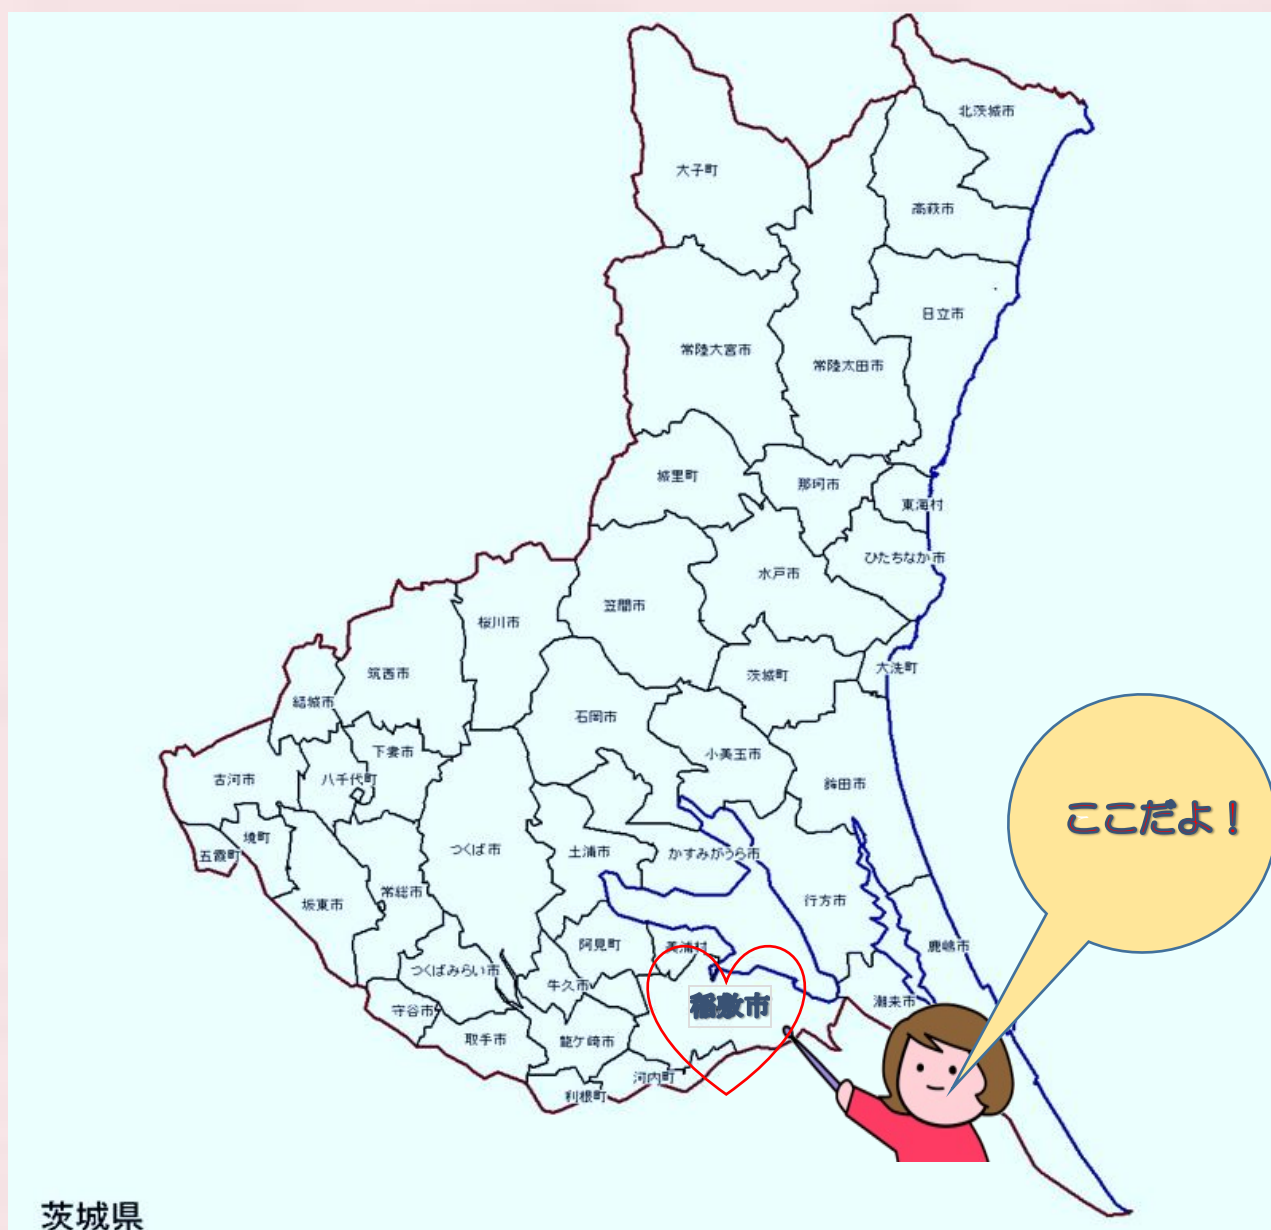 北茨城市
大子町
高萩市
日立市
常陸大宮市
常陸太田市
城里町
那珂市
東海村
ひたちなか市
水戸市
笠間市
桜川市
大洗町
茨城町
筑西市
結城市
石岡市
小美玉市
下妻市
八千代町
古河市
鉾田市
ここだよ！
境町
五霞町
つくば市
土浦市
かすみがうら市
常総市
坂東市
行方市
阿見町
美浦村
鹿嶋市
つくばみらい市
牛久市
稲敷市
潮来市
守谷市
取手市
龍ケ崎市
河内町
利根町
茨城県